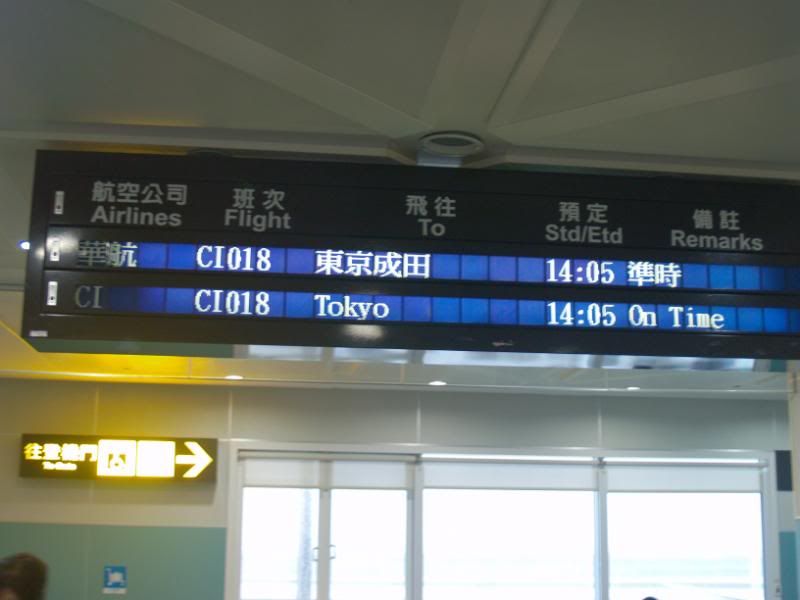 航空公司 班次 飛往 預定 備註
Airlines Flight To Std/Etd Remarks
華航 CI018 東京成田 14:05 準時
CI CI018 Tokyo 14:05 On Time
往登機門
To Gate